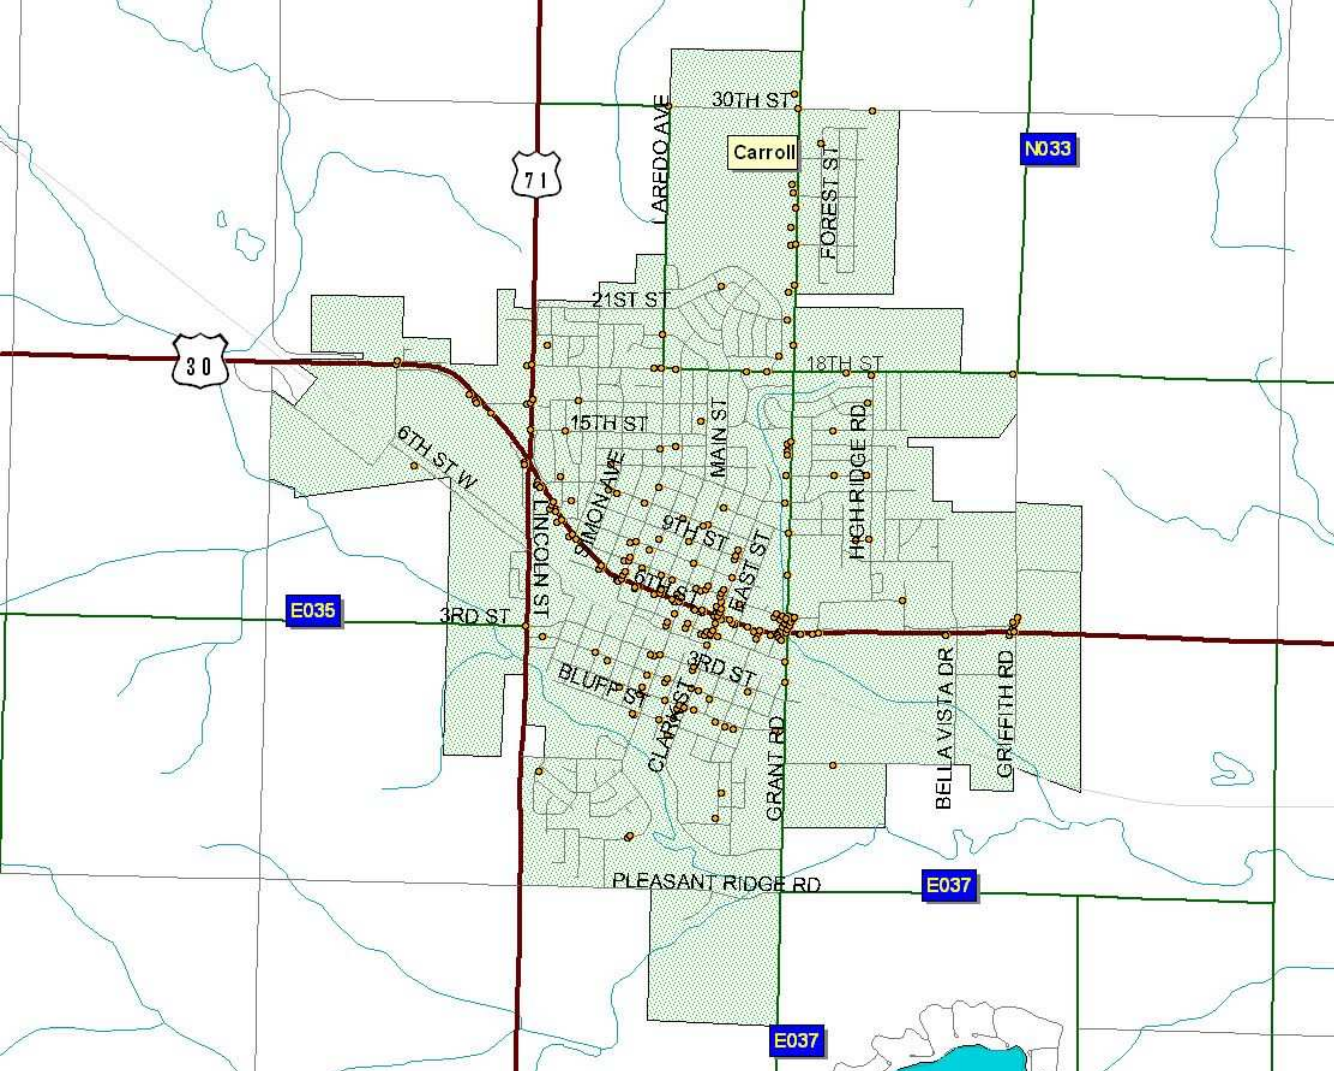 30TH ST
LAREDO AVE
Carroll
N033
FOREST ST
71
21ST ST
30
18TH ST
15TH ST
MAIN ST
HIGH RIDGE RD
6TH ST W
SIMON AVE
9TH ST
LINCOLN ST
EAST ST
6TH ST
E035
3RD ST
3RD ST
BLUFF ST
CLARK ST
GRANT RD
BELLA VISTA DR
GRIFFITH RD
PLEASANT RIDGE RD
E037
E037